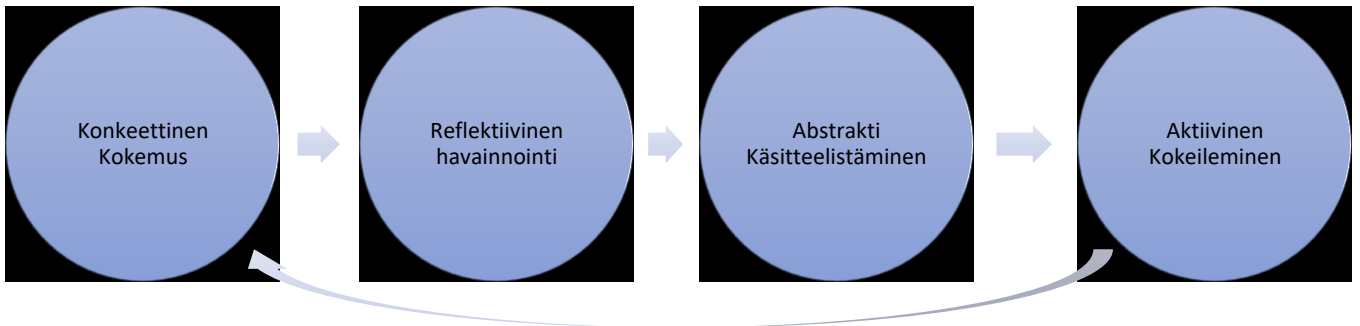 Konkeettinen
Kokemus
Reflektiivinen
havainnointi
Abstrakti
Käsitteelistäminen
Aktiivinen
Kokeileminen